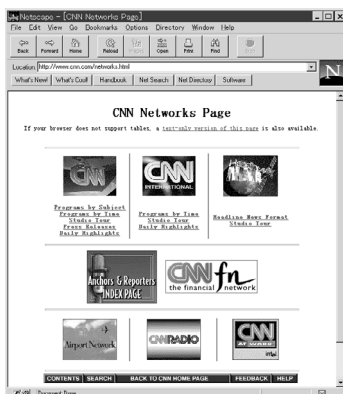 Netscape - [CNN Networks Page]
File Edit View Go Bookmarks Options Directory Window Help
Back Forward Home Reload Open Print Find
Location: http://www.cnn.com/networks.html
What's New! What's Cool! Handbook Net Search Net Directory Software
N
CNN Networks Page
If your browser does not support tables, a text-only version of this page is also available.
CNN
CNN INTERNATIONAL
Programs by Subject
Programs by Time
Studio Tour
Press Releases
Daily Highlights
Programs by Time
Studio Tour
Daily Highlights
Headline News Format
Studio Tour
Anchors & Reporters
INDEX PAGE
CNN fn
the financial network
Airport Network
CNNRADIO
CNN
AT WORK
intel
CONTENTS SEARCH BACK TO CNN HOME PAGE FEEDBACK HELP
Document: Done